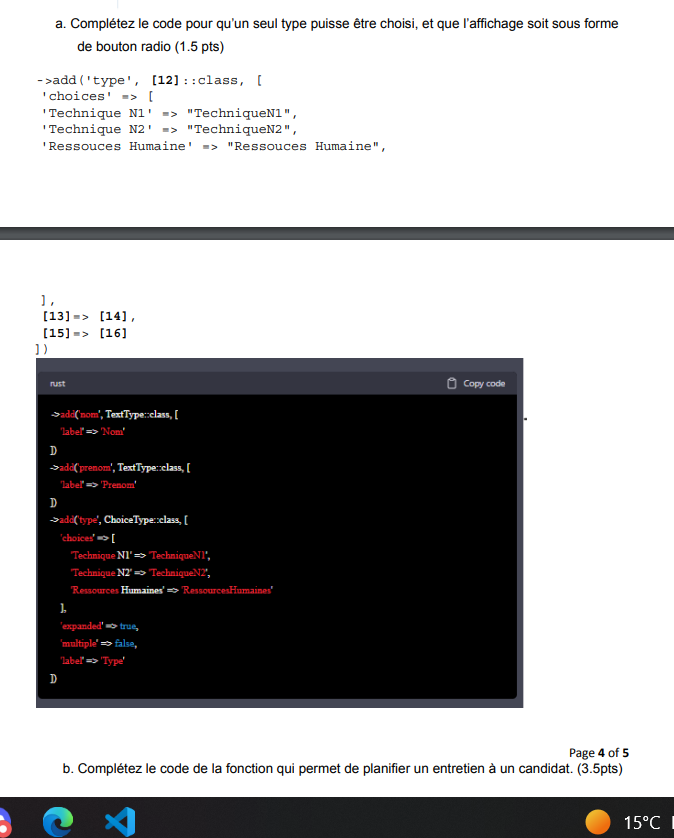 a. Complétez le code pour qu'un seul type puisse être choisi, et que l'affichage soit sous forme
de bouton radio (1.5 pts)
->add('type', [12]::class, [
'choices' => [
'Technique N1' => "TechniqueN1",
'Technique N2' => "TechniqueN2",
'Ressouces Humaine' => "Ressouces Humaine",
],
[13]=> [14],
[15]=> [16]
])
rust
Copy code
->add('nom', TextType::class, [
'label' => 'Nom'
])
->add('prenom', TextType::class, [
'label' => 'Prenom'
])
->add('type', ChoiceType::class, [
'choices' => [
'Technique N1' => 'TechniqueN1',
'Technique N2' => 'TechniqueN2',
'Ressources Humaines' => 'RessourcesHumaines'
],
'expanded' => true,
'multiple' => false,
'label' => 'Type'
])
Page 4 of 5
b. Complétez le code de la fonction qui permet de planifier un entretien à un candidat. (3.5pts)
15°C